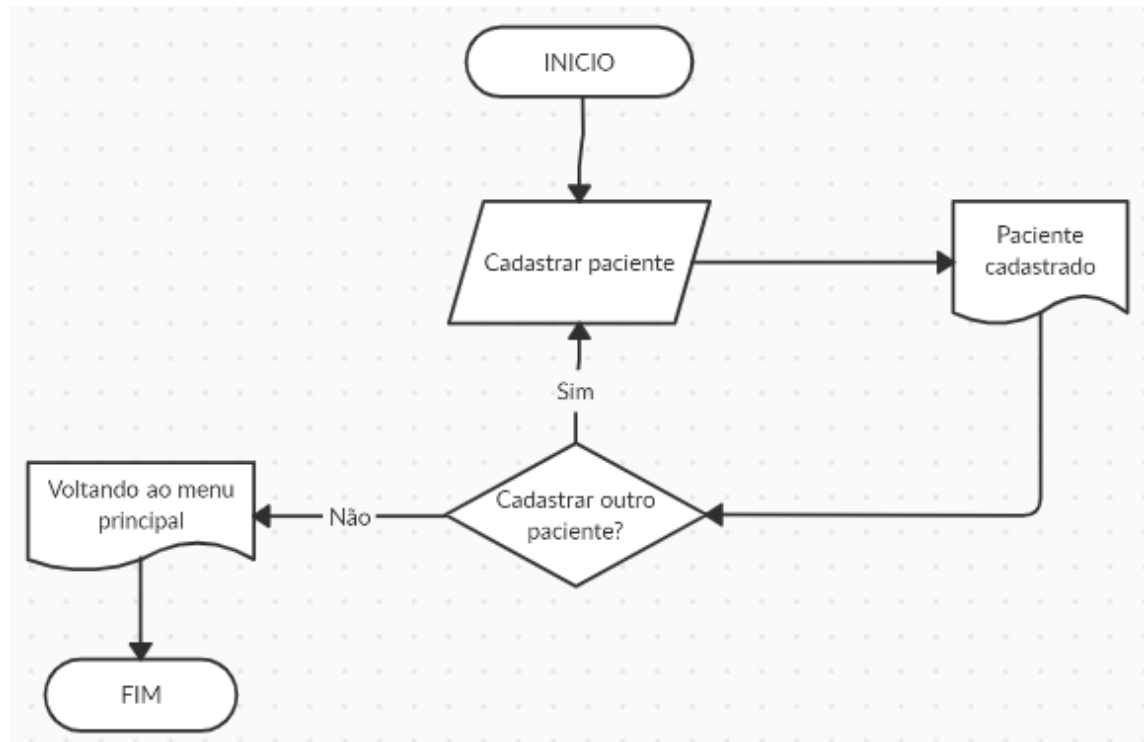 INICIO
Cadastrar paciente
Paciente
cadastrado
Sim
Cadastrar outro
paciente?
Não
Voltando ao menu
principal
FIM